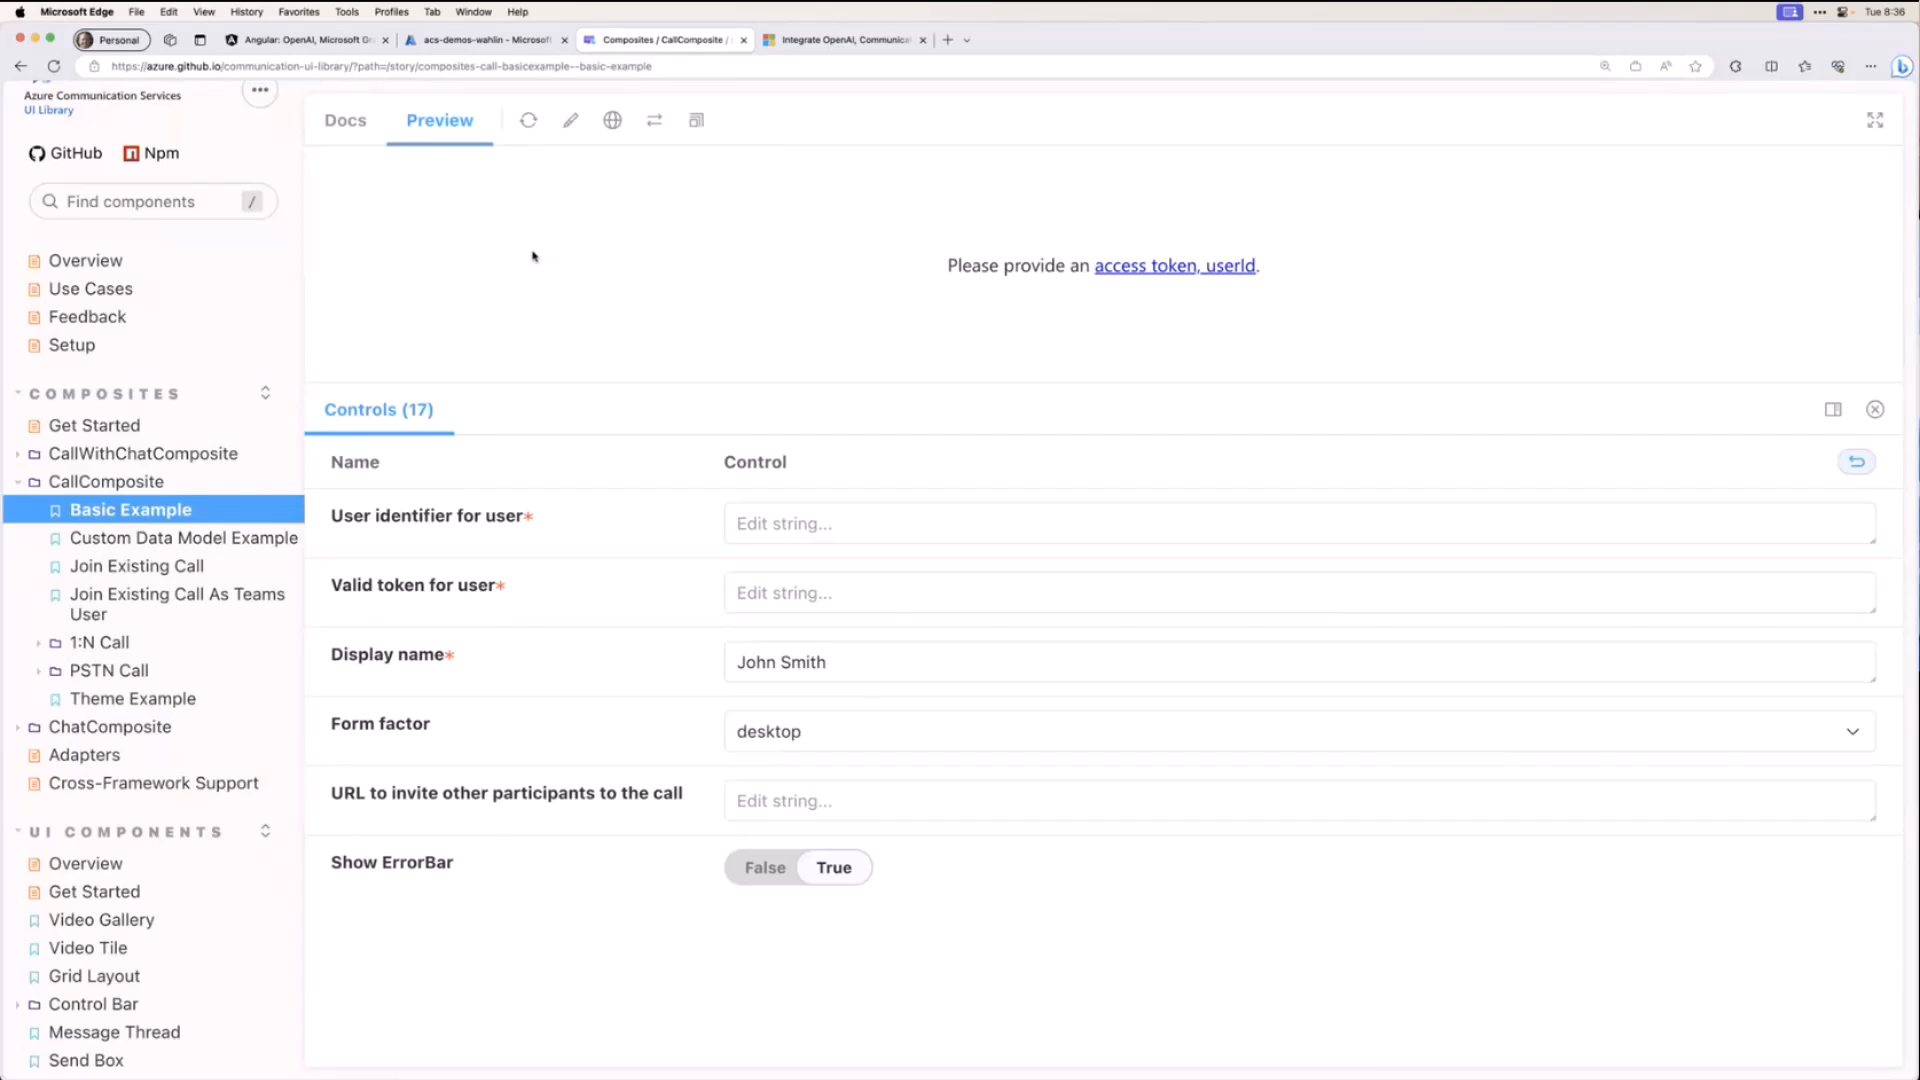 Microsoft Edge File Edit View History Favorites Tools Profiles Tab Window Help Tue 8:36
Personal Angular: OpenAI, Microsoft Gr acs-demos-wahlin - Microsoft Composites / CallComposite / Integrate OpenAI, Communica
https://azure.github.io/communication-ui-library/?path=/story/composites-call-basicexample--basic-example
Azure Communication Services
UI Library
GitHub Npm
Find components /
Overview
Use Cases
Feedback
Setup
COMPOSITES
Get Started
CallWithChatComposite
CallComposite
Basic Example
Custom Data Model Example
Join Existing Call
Join Existing Call As Teams
User
1:N Call
PSTN Call
Theme Example
ChatComposite
Adapters
Cross-Framework Support
UI COMPONENTS
Overview
Get Started
Video Gallery
Video Tile
Grid Layout
Control Bar
Message Thread
Send Box
Docs Preview
Please provide an access token, userId.
Controls (17)
Name Control
User identifier for user* Edit string...
Valid token for user* Edit string...
Display name* John Smith
Form factor desktop
URL to invite other participants to the call Edit string...
Show ErrorBar False True